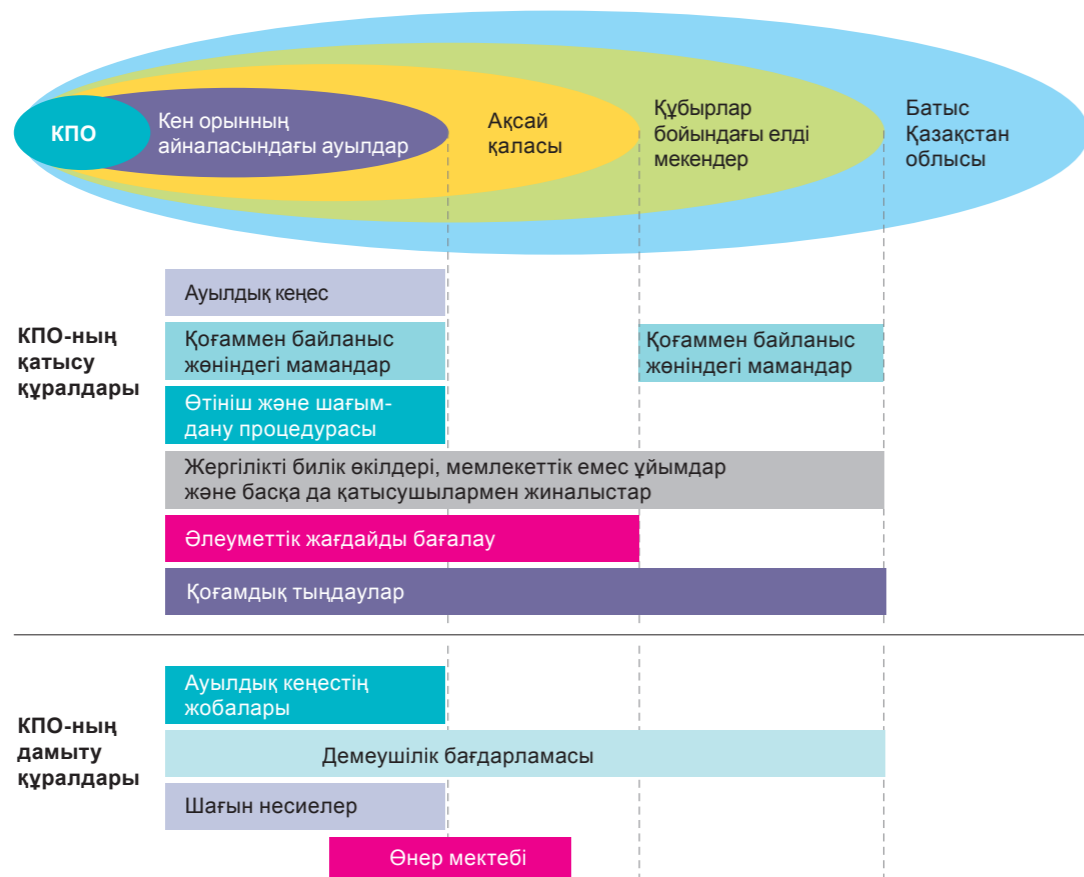 КПО
Кен орынның
айналасындағы ауылдар
Ақсай
қаласы
Құбырлар
бойындағы елді
мекендер
Батыс
Қазақстан
облысы
КПО-ның
қатысу
құралдары
Ауылдық кеңес
Қоғаммен байланыс
жөніндегі мамандар
Қоғаммен байланыс
жөніндегі мамандар
Өтініш және шағым-
дану процедурасы
Жергілікті билік өкілдері, мемлекеттік емес ұйымдар
және басқа да қатысушылармен жиналыстар
Әлеуметтік жағдайды бағалау
Қоғамдық тыңдаулар
КПО-ның
дамыту
құралдары
Ауылдық кеңестің
жобалары
Демеушілік бағдарламасы
Шағын несиелер
Өнер мектебі